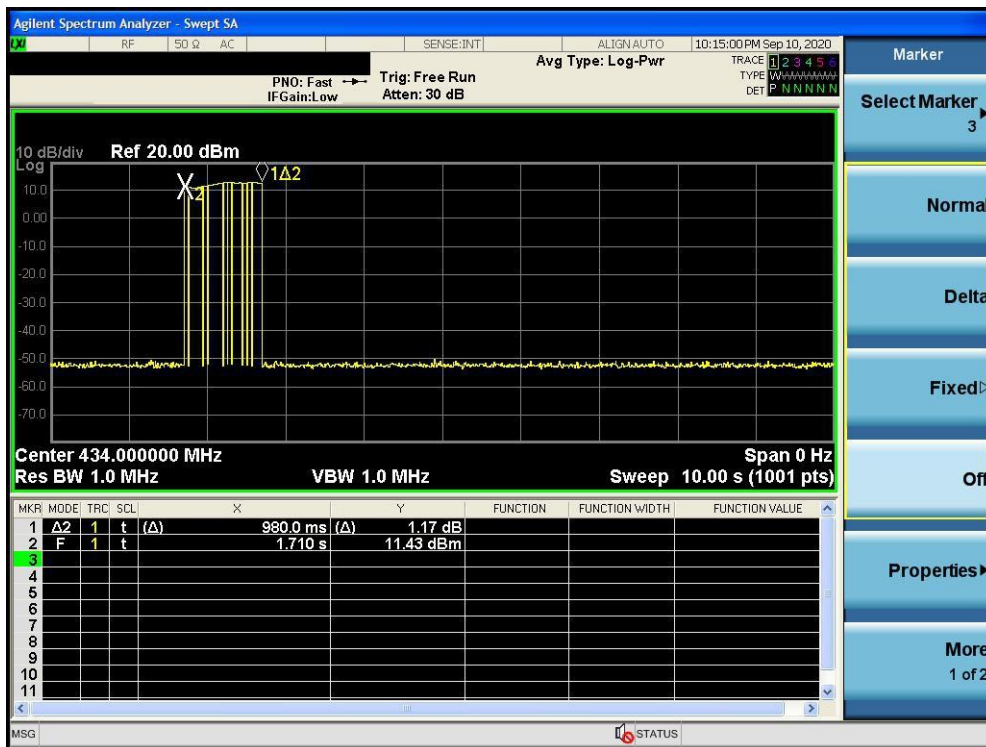 Agilent Spectrum Analyzer - Swept SA
LXI RF 50 Ω AC SENSE:INT ALIGN AUTO 10:15:00 PM Sep 10, 2020
Avg Type: Log-Pwr TRACE 1 2 3 4 5 6
PNO: Fast Trig: Free Run TYPE WWWWWW
IFGain:Low Atten: 30 dB DET P N N N N N
10 dB/div Ref 20.00 dBm
Log
1Δ2
10.0
2
0.00
-10.0
-20.0
-30.0
-40.0
-50.0
-60.0
-70.0
Center 434.000000 MHz Span 0 Hz
Res BW 1.0 MHz VBW 1.0 MHz Sweep 10.00 s (1001 pts)
MKR MODE TRC SCL X Y FUNCTION FUNCTION WIDTH FUNCTION VALUE
1 Δ2 1 t (Δ) 980.0 ms (Δ) 1.17 dB
2 F 1 t 1.710 s 11.43 dBm
3
4
5
6
7
8
9
10
11
MSG STATUS
Marker
Select Marker
3
Normal
Delta
Fixed
Off
Properties
More
1 of 2